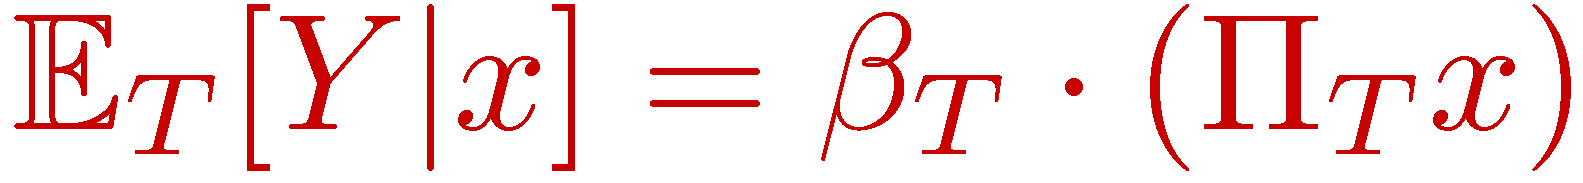 𝔼_T[Y|x] = β_T · (Π_T x)